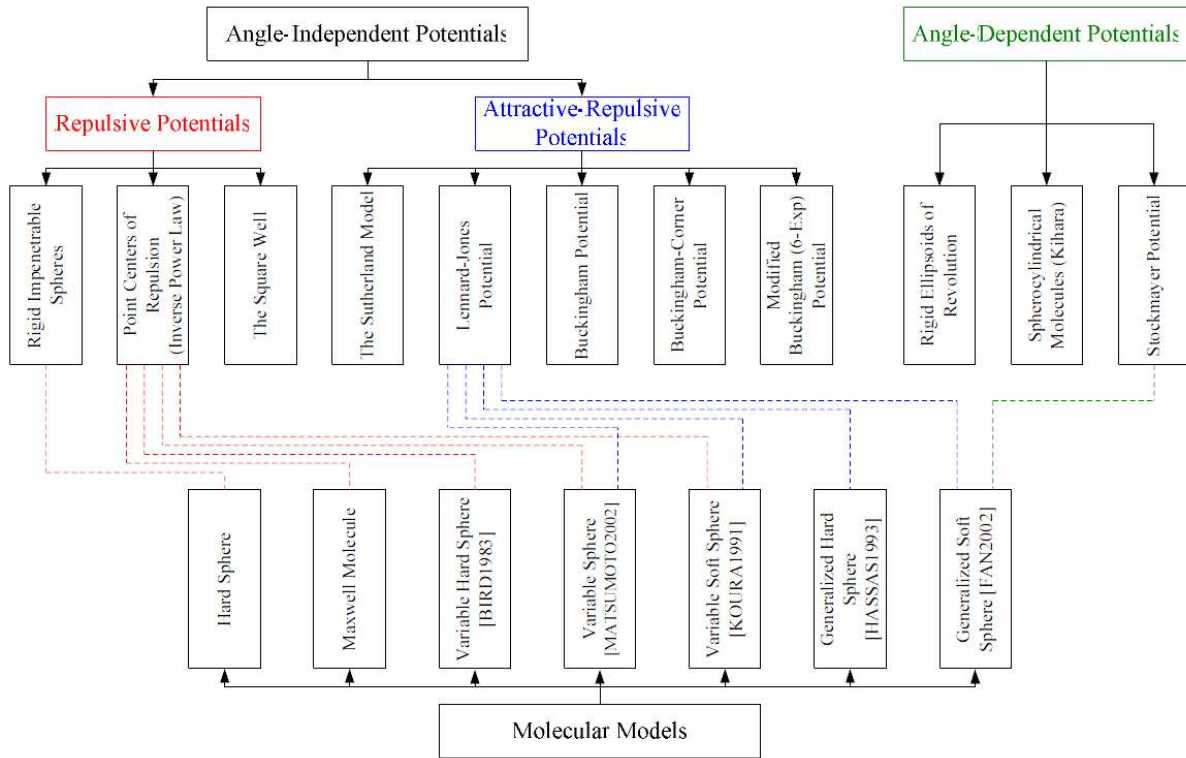 Angle-Independent Potentials
Angle-Dependent Potentials
Repulsive Potentials
Attractive-Repulsive
Potentials
Rigid Impenetrable
Spheres
Point Centers of
Repulsion
(Inverse Power Law)
The Square Well
The Sutherland Model
Lennard-Jones
Potential
Buckingham Potential
Buckingham-Corner
Potential
Modified
Buckingham (6-Exp)
Potential
Rigid Ellipsoids of
Revolution
Spherocylindrical
Molecules (Kihara)
Stockmayer Potential
Hard Sphere
Maxwell Molecule
Variable Hard Sphere
[BIRD1983]
Variable Sphere
[MATSUMOTO2002]
Variable Soft Sphere
[KOURA1991]
Generalized Hard
Sphere
[HASSAS1993]
Generalized Soft
Sphere [FAN2002]
Molecular Models